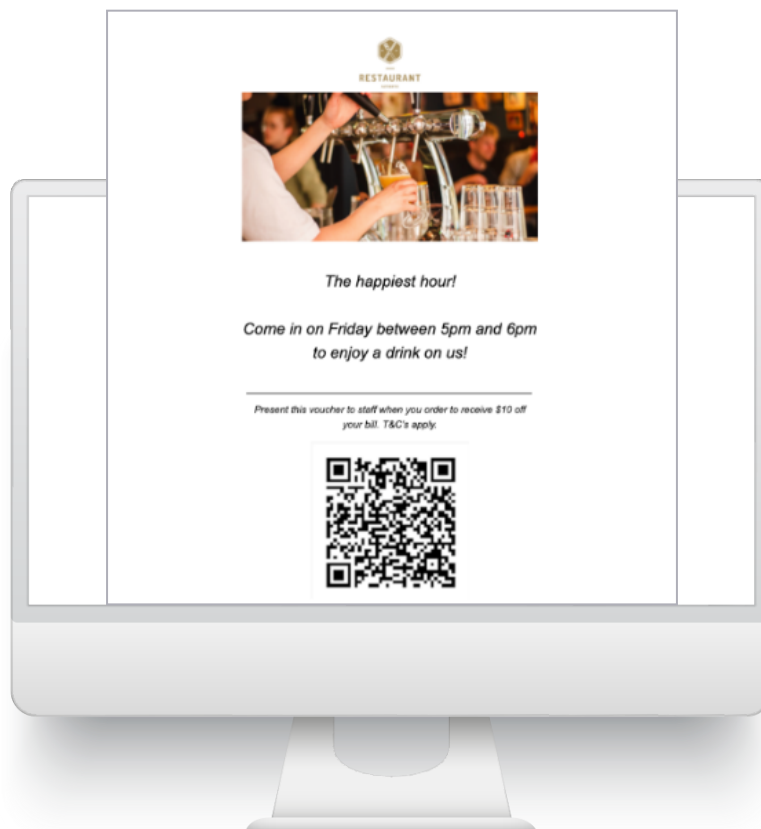 RESTAURANT
The happiest hour!
Come in on Friday between 5pm and 6pm
to enjoy a drink on us!
Present this voucher to staff when you order to receive $10 off
your bill. T&C's apply.